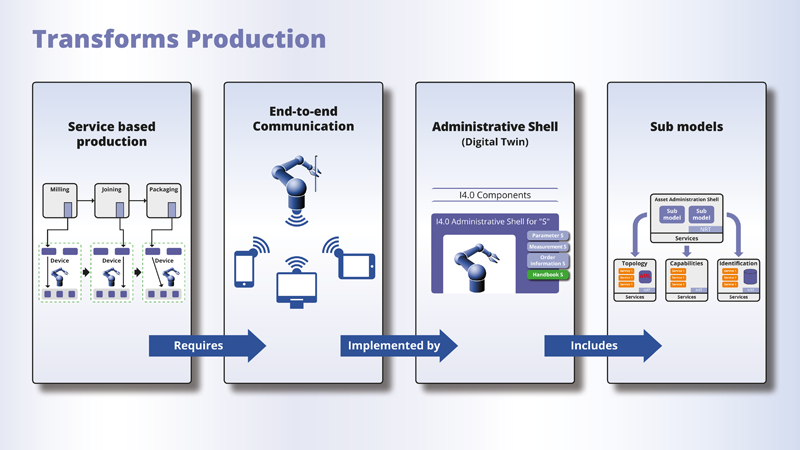 Transforms Production
Service based
production
Milling
Joining
Packaging
Device
Device
Device
Requires
End-to-end
Communication
Implemented by
Administrative Shell
(Digital Twin)
I4.0 Components
I4.0 Administrative Shell for "S"
Parameter S
Measurement S
Order
Information S
Handbook S
Includes
Sub models
Asset Administration Shell
Sub
model
Sub
model
Services
Topology
Capabilities
Identification
Services
Services
Services